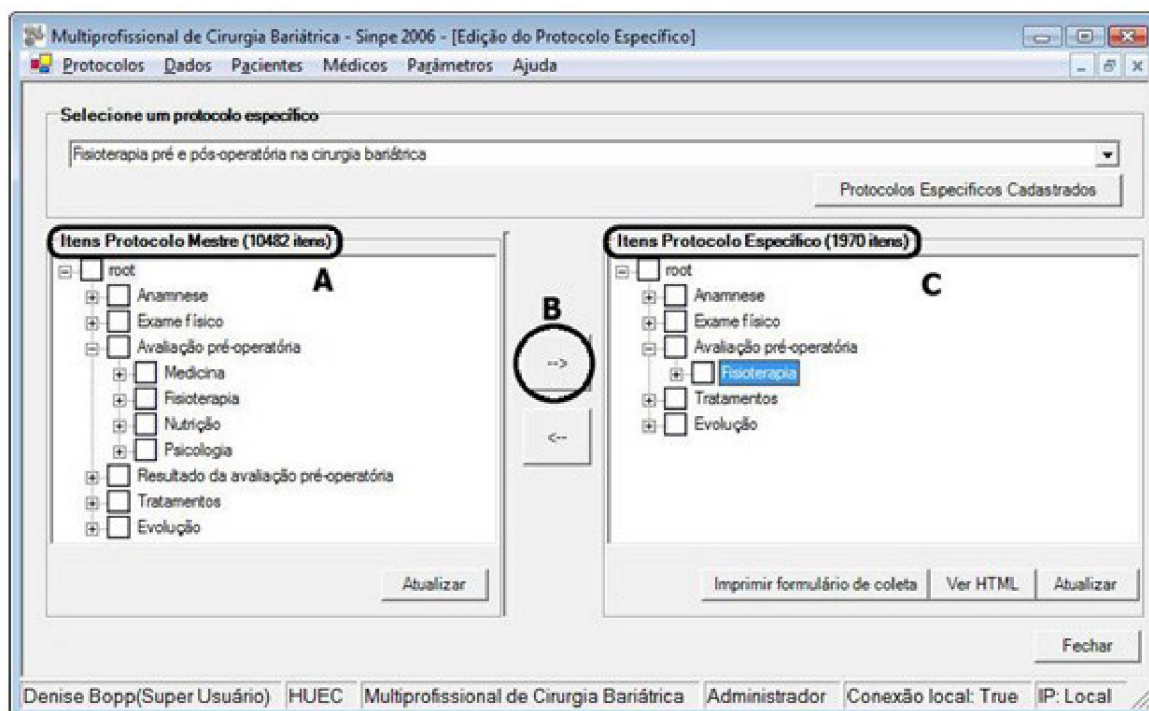 Multiprofissional de Cirurgia Bariátrica - Sinpe 2006 - [Edição do Protocolo Específico]
Protocolos Dados Pacientes Médicos Parâmetros Ajuda
Selecione um protocolo específico
Fisioterapia pré e pós-operatória na cirurgia bariátrica
Protocolos Especificos Cadastrados
Itens Protocolo Mestre (10482 itens)
A
root
Anamnese
Exame físico
Avaliação pré-operatória
Medicina
Fisioterapia
Nutrição
Psicologia
Resultado da avaliação pré-operatória
Tratamentos
Evolução
Atualizar
B
-->
<--
Itens Protocolo Específico (1970 itens)
C
root
Anamnese
Exame físico
Avaliação pré-operatória
Fisioterapia
Tratamentos
Evolução
Imprimir formulário de coleta Ver HTML Atualizar
Fechar
Denise Bopp(Super Usuário) HUEC Multiprofissional de Cirurgia Bariátrica Administrador Conexão local: True IP: Local